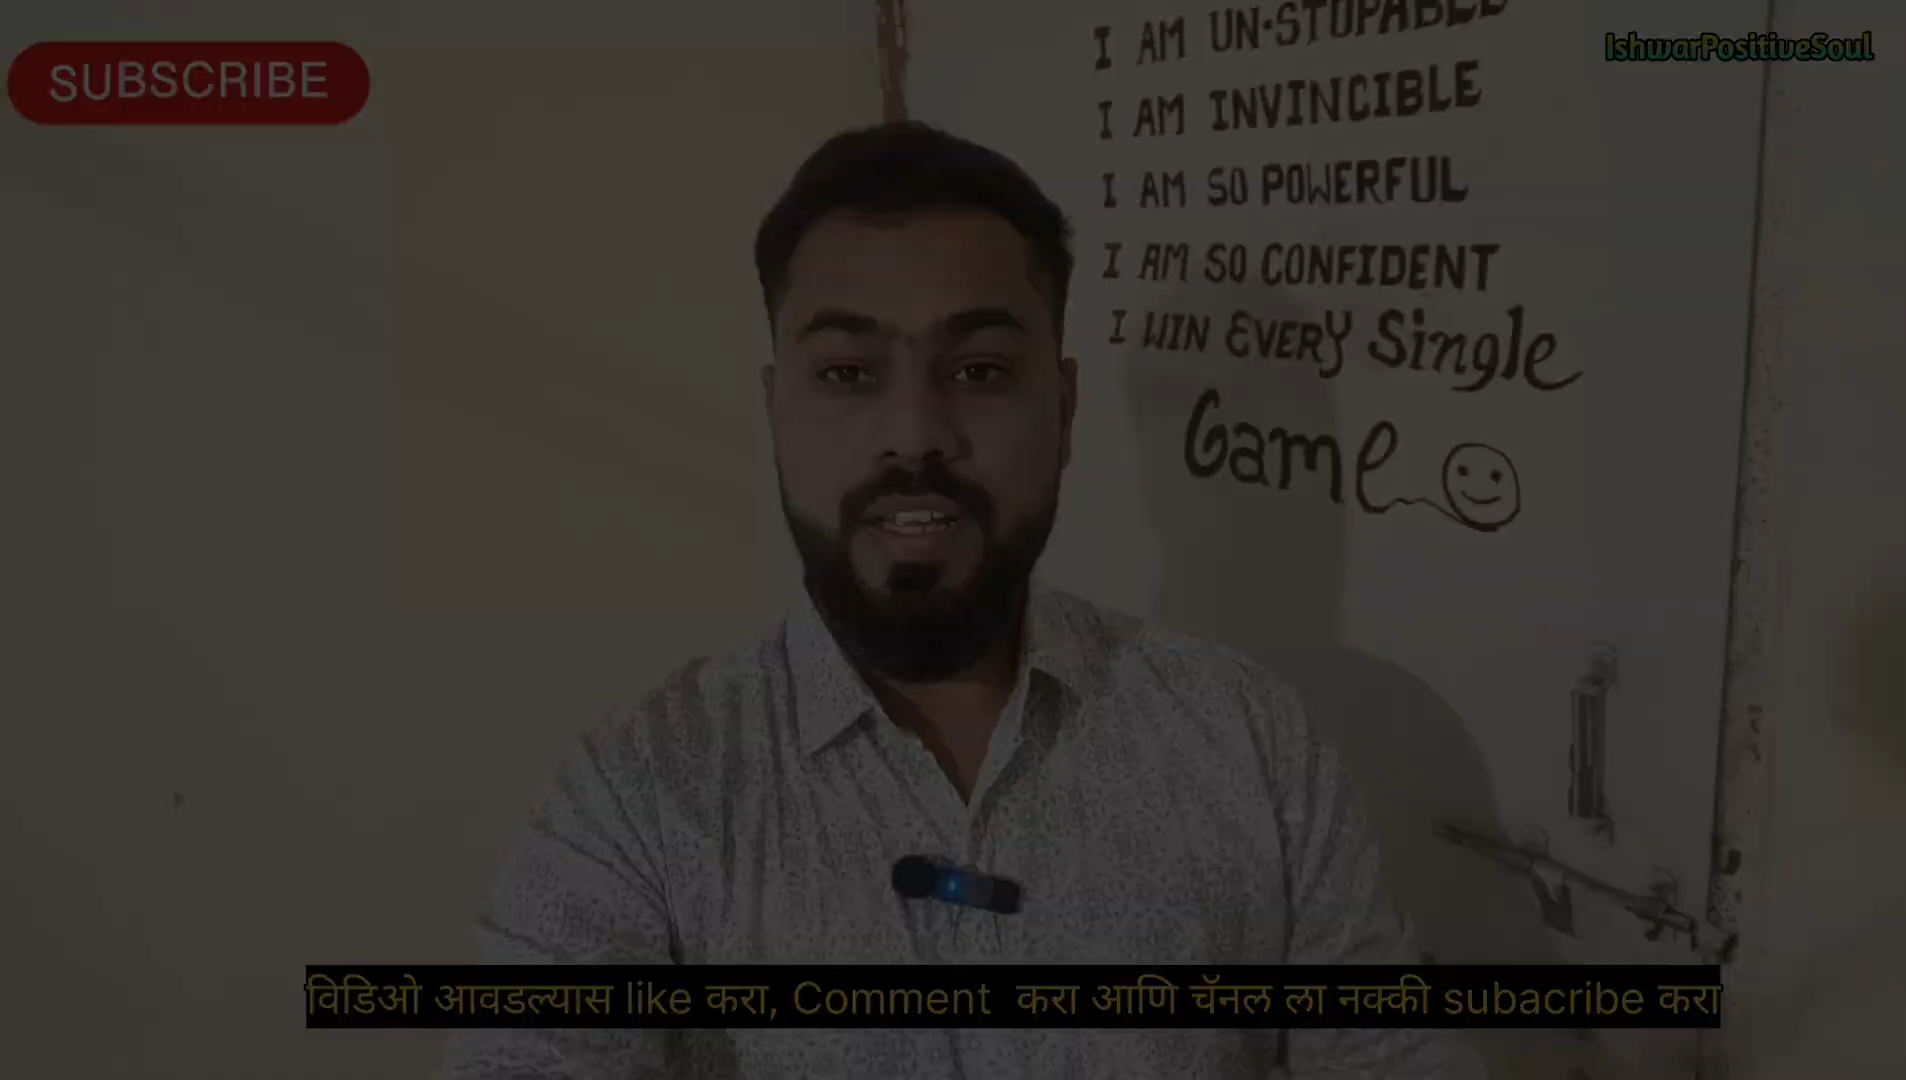 SUBSCRIBE
IshwarPositiveSoul
I AM UN-STOPABLE
I AM INVINCIBLE
I AM SO POWERFUL
I AM SO CONFIDENT
I WIN EVERY Single
Game
विडिओ आवडल्यास like करा, Comment करा आणि चॅनल ला नक्की subacribe करा